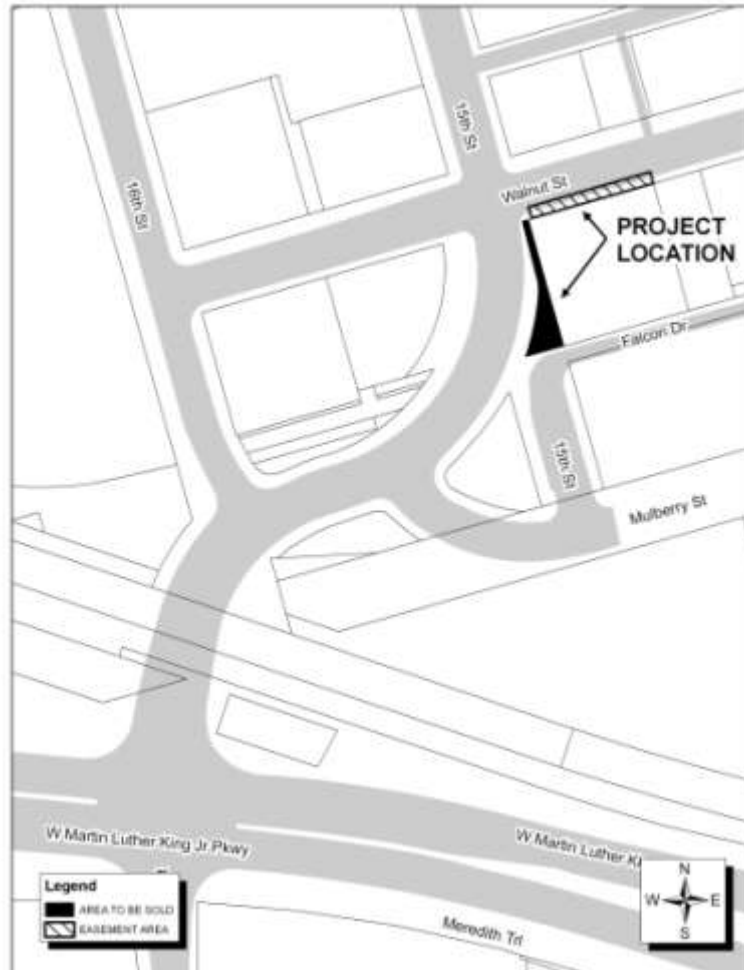 15th St
16th St
Walnut St
PROJECT
LOCATION
Falcon Dr
15th St
Mulberry St
W Martin Luther King Jr Pkwy
W Martin Luther
Meredith Trl
Legend
AREA TO BE SOLD
EASEMENT AREA
N
W E
S